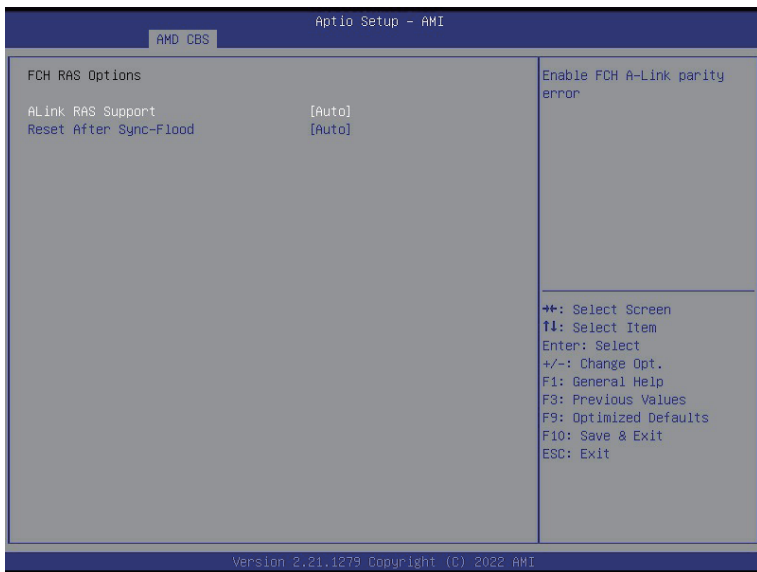 Aptio Setup – AMI
AMD CBS
FCH RAS Options
ALink RAS Support [Auto]
Reset After Sync-Flood [Auto]
Enable FCH A-Link parity
error
→←: Select Screen
↑↓: Select Item
Enter: Select
+/-: Change Opt.
F1: General Help
F3: Previous Values
F9: Optimized Defaults
F10: Save & Exit
ESC: Exit
Version 2.21.1279 Copyright (C) 2022 AMI